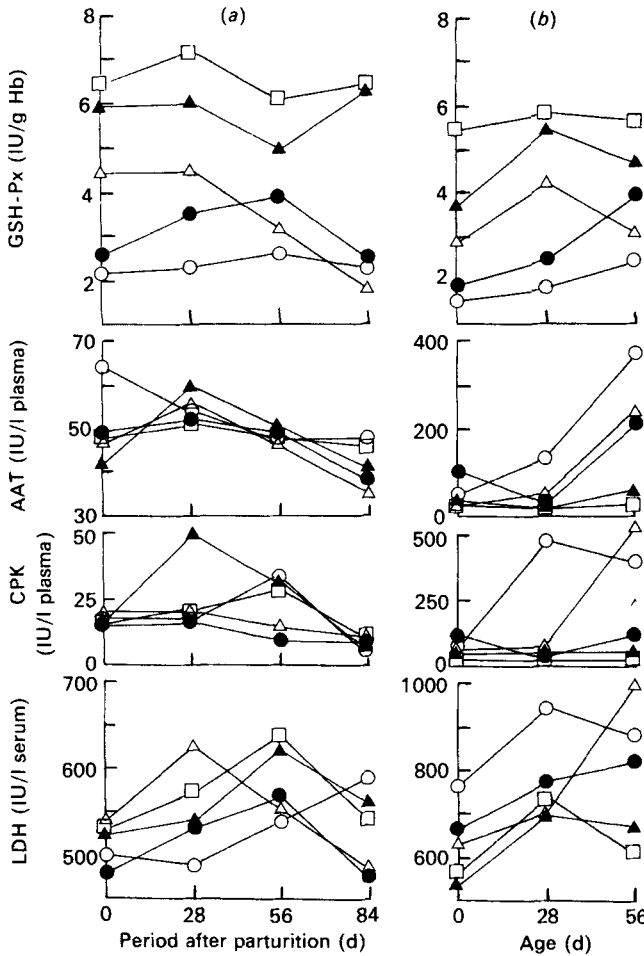 (a)
(b)
GSH-Px (IU/g Hb)
8
6
4
2
8
6
4
2
AAT (IU/l plasma)
70
50
30
400
200
0
CPK
(IU/l plasma)
50
25
0
500
250
0
LDH (IU/l serum)
700
600
500
1000
800
600
0 28 56 84
Period after parturition (d)
0 28 56
Age (d)